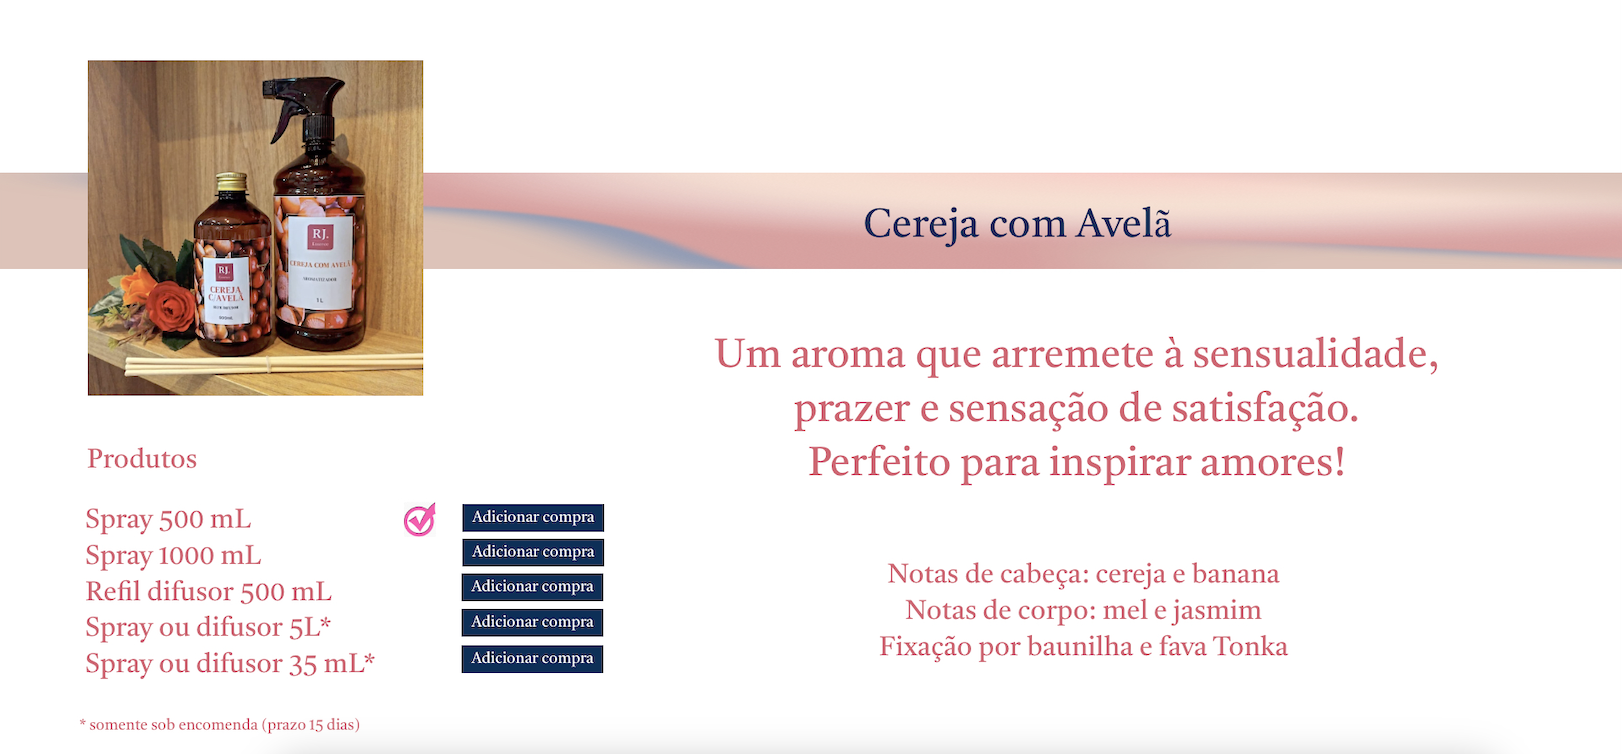 Cereja com Avelã
RJ.
CEREJA COM AVELÃ
AROMATIZADOR
1 L
RJ.
CEREJA
C/AVELÃ
Um aroma que arremete à sensualidade,
prazer e sensação de satisfação.
Perfeito para inspirar amores!
Produtos
Spray 500 mL
Adicionar compra
Spray 1000 mL
Adicionar compra
Refil difusor 500 mL
Adicionar compra
Spray ou difusor 5L*
Adicionar compra
Spray ou difusor 35 mL*
Adicionar compra
* somente sob encomenda (prazo 15 dias)
Notas de cabeça: cereja e banana
Notas de corpo: mel e jasmim
Fixação por baunilha e fava Tonka